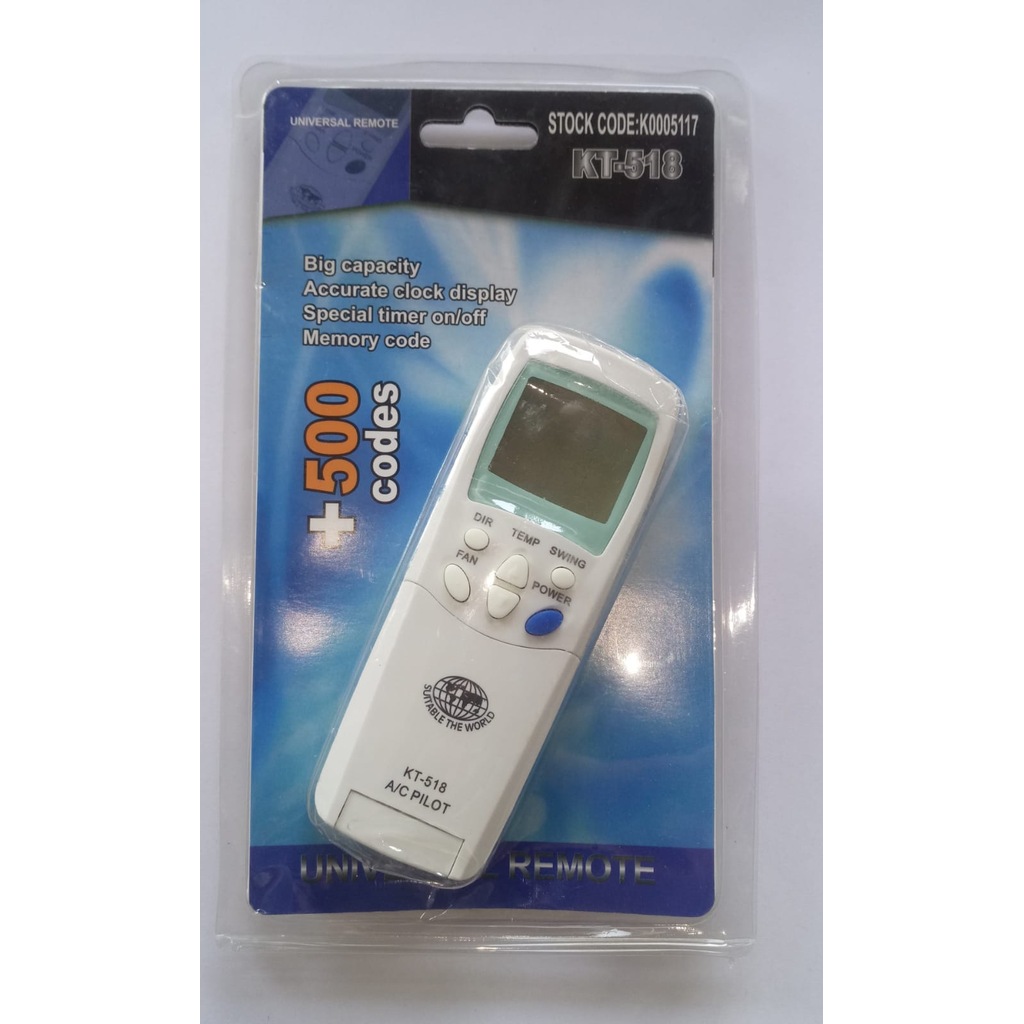 UNIVERSAL REMOTE
STOCK CODE:K0005117
KT-518
Big capacity
Accurate clock display
Special timer on/off
Memory code
+500
codes
DIR
TEMP
SWING
FAN
POWER
SUITABLE THE WORLD
KT-518
A/C PILOT
REMOTE